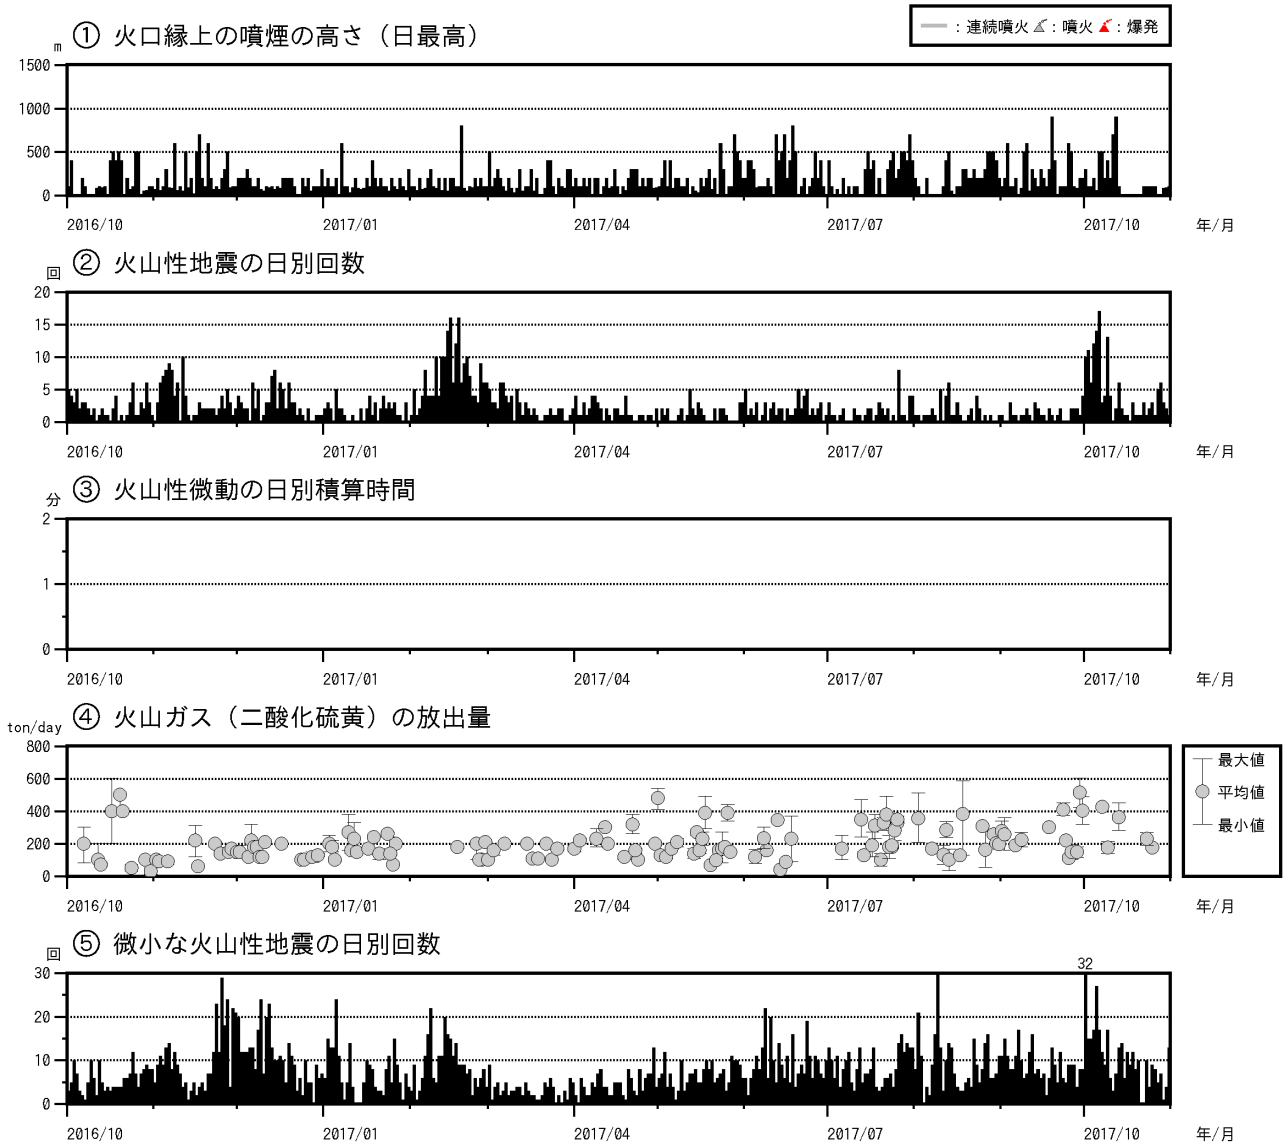 ① 火口縁上の噴煙の高さ（日最高）
：連続噴火 ：噴火 ：爆発
m
1500
1000
500
0
2016/10 2017/01 2017/04 2017/07 2017/10 年/月
② 火山性地震の日別回数
回
20
15
10
5
0
2016/10 2017/01 2017/04 2017/07 2017/10 年/月
③ 火山性微動の日別積算時間
分
2
1
0
2016/10 2017/01 2017/04 2017/07 2017/10 年/月
④ 火山ガス（二酸化硫黄）の放出量
ton/day
800
600
400
200
0
最大値
平均値
最小値
2016/10 2017/01 2017/04 2017/07 2017/10 年/月
⑤ 微小な火山性地震の日別回数
回
32
30
20
10
0
2016/10 2017/01 2017/04 2017/07 2017/10 年/月